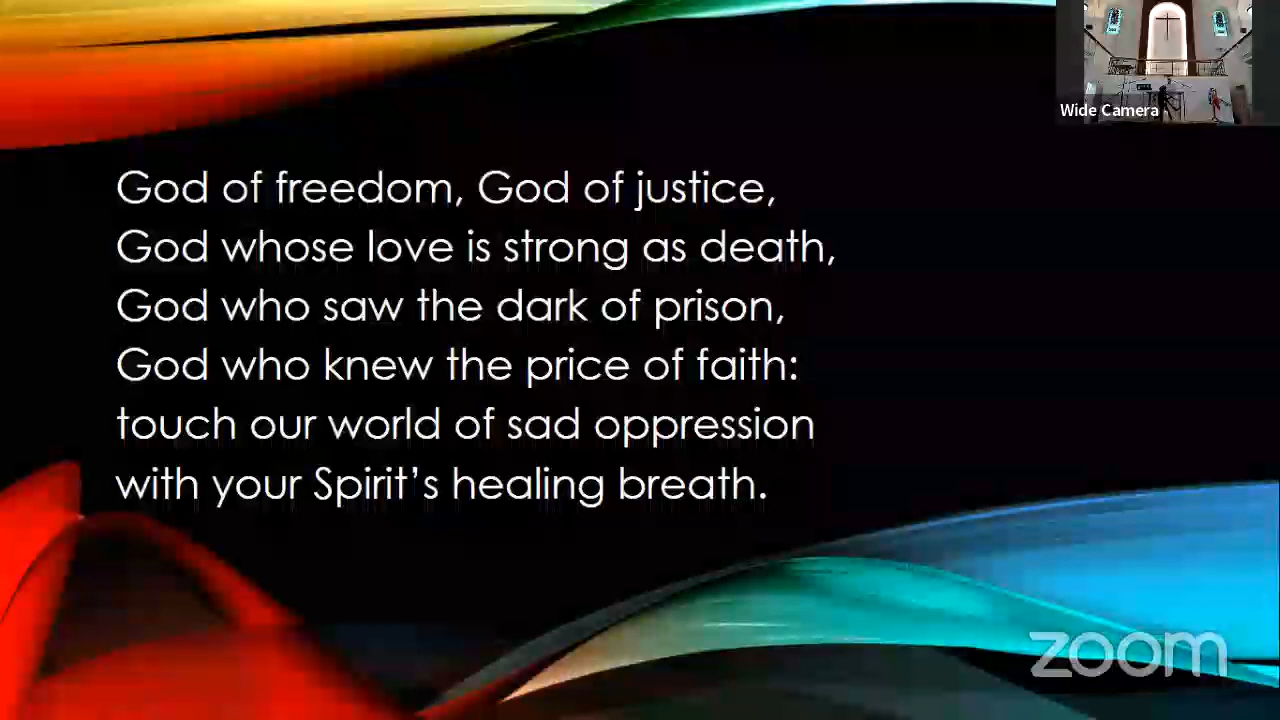 Wide Camera
God of freedom, God of justice,
God whose love is strong as death,
God who saw the dark of prison,
God who knew the price of faith:
touch our world of sad oppression
with your Spirit’s healing breath.
zoom